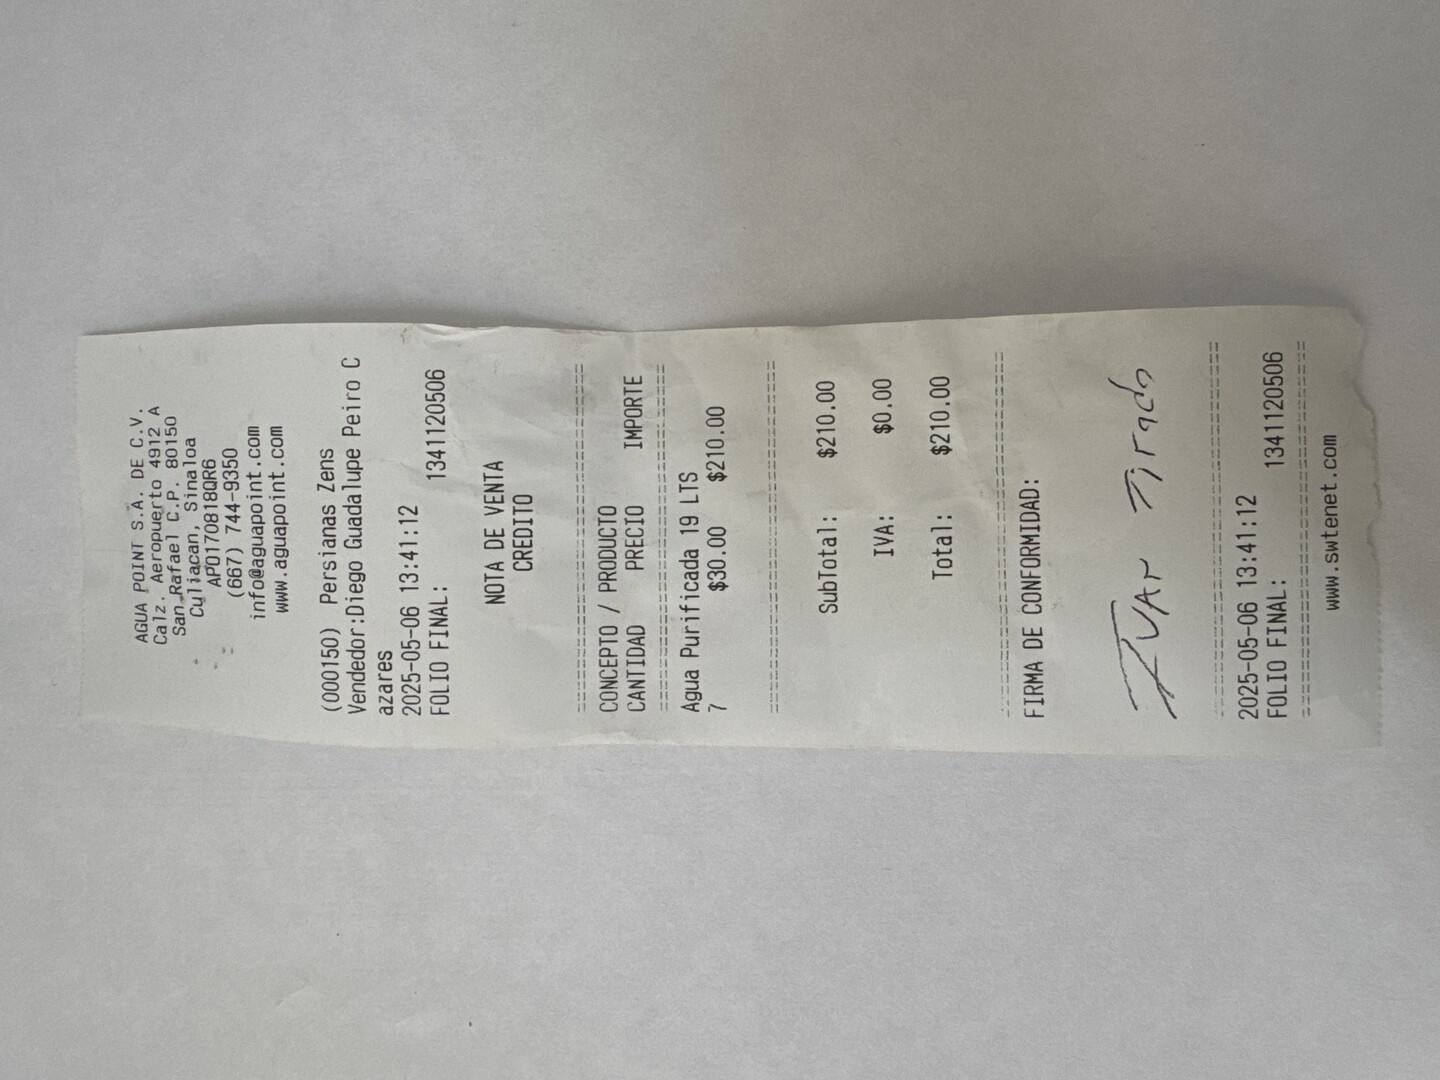 AGUA POINT S.A. DE C.V.
Calz. Aeropuerto 4912 A
San Rafael C.P. 80150
Culiacan, Sinaloa
APO170818QR6
(667) 744-9350
info@aguapoint.com
www.aguapoint.com
(000150) Persianas Zens
Vendedor:Diego Guadalupe Peiro C
azares
2025-05-06 13:41:12
FOLIO FINAL: 1341120506
NOTA DE VENTA
CREDITO
================================
CONCEPTO / PRODUCTO
CANTIDAD PRECIO IMPORTE
================================
Agua Purificada 19 LTS
7 $30.00 $210.00
================================
SubTotal: $210.00
IVA: $0.00
Total: $210.00
================================
FIRMA DE CONFORMIDAD:
IVAN Tirado
================================
2025-05-06 13:41:12
FOLIO FINAL: 1341120506
================================
www.swtenet.com